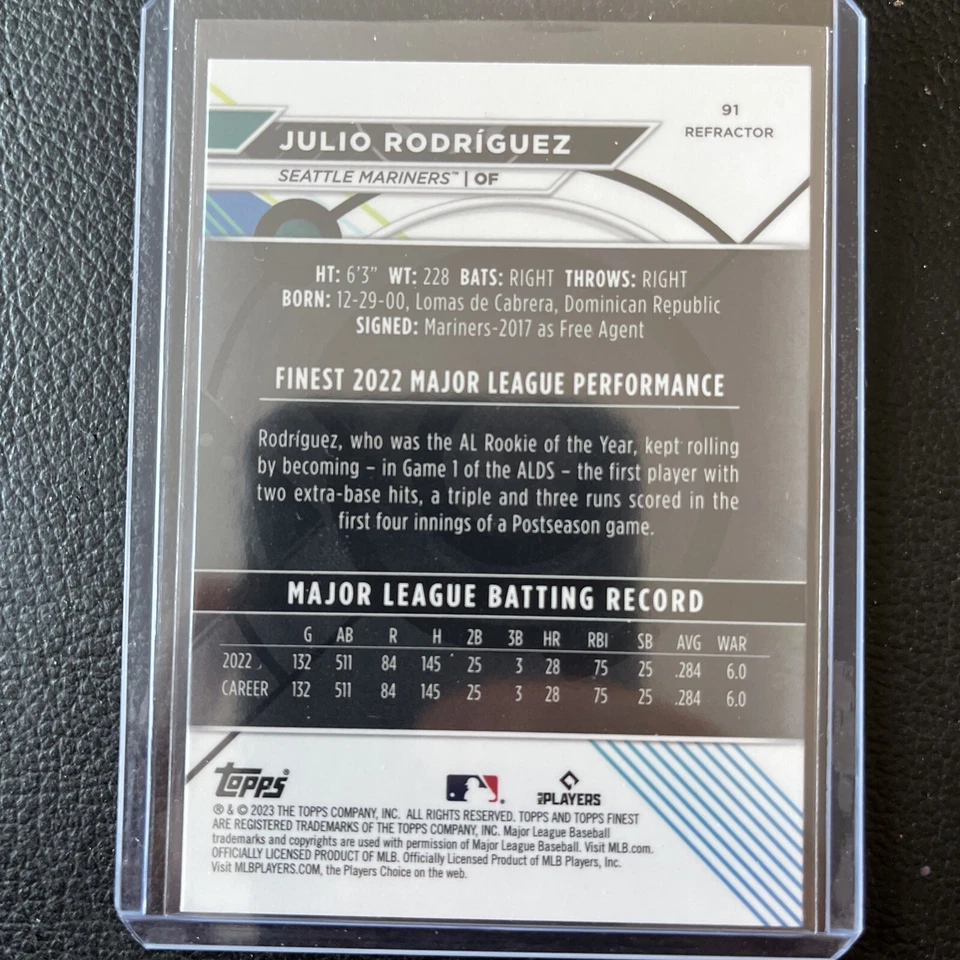 91
REFRACTOR
JULIO RODRÍGUEZ
SEATTLE MARINERS™ | OF
HT: 6'3" WT: 228 BATS: RIGHT THROWS: RIGHT
BORN: 12-29-00, Lomas de Cabrera, Dominican Republic
SIGNED: Mariners-2017 as Free Agent
FINEST 2022 MAJOR LEAGUE PERFORMANCE
Rodríguez, who was the AL Rookie of the Year, kept rolling
by becoming – in Game 1 of the ALDS – the first player with
two extra-base hits, a triple and three runs scored in the
first four innings of a Postseason game.
MAJOR LEAGUE BATTING RECORD
G AB R H 2B 3B HR RBI SB AVG WAR
2022 132 511 84 145 25 3 28 75 25 .284 6.0
CAREER 132 511 84 145 25 3 28 75 25 .284 6.0
topps®
MLB PLAYERS
® & © 2023 THE TOPPS COMPANY, INC. ALL RIGHTS RESERVED. TOPPS AND TOPPS FINEST
ARE REGISTERED TRADEMARKS OF THE TOPPS COMPANY, INC. Major League Baseball
trademarks and copyrights are used with permission of Major League Baseball. Visit MLB.com.
OFFICIALLY LICENSED PRODUCT OF MLB. Officially Licensed Product of MLB Players, Inc.
Visit MLBPLAYERS.COM, the Players Choice on the web.